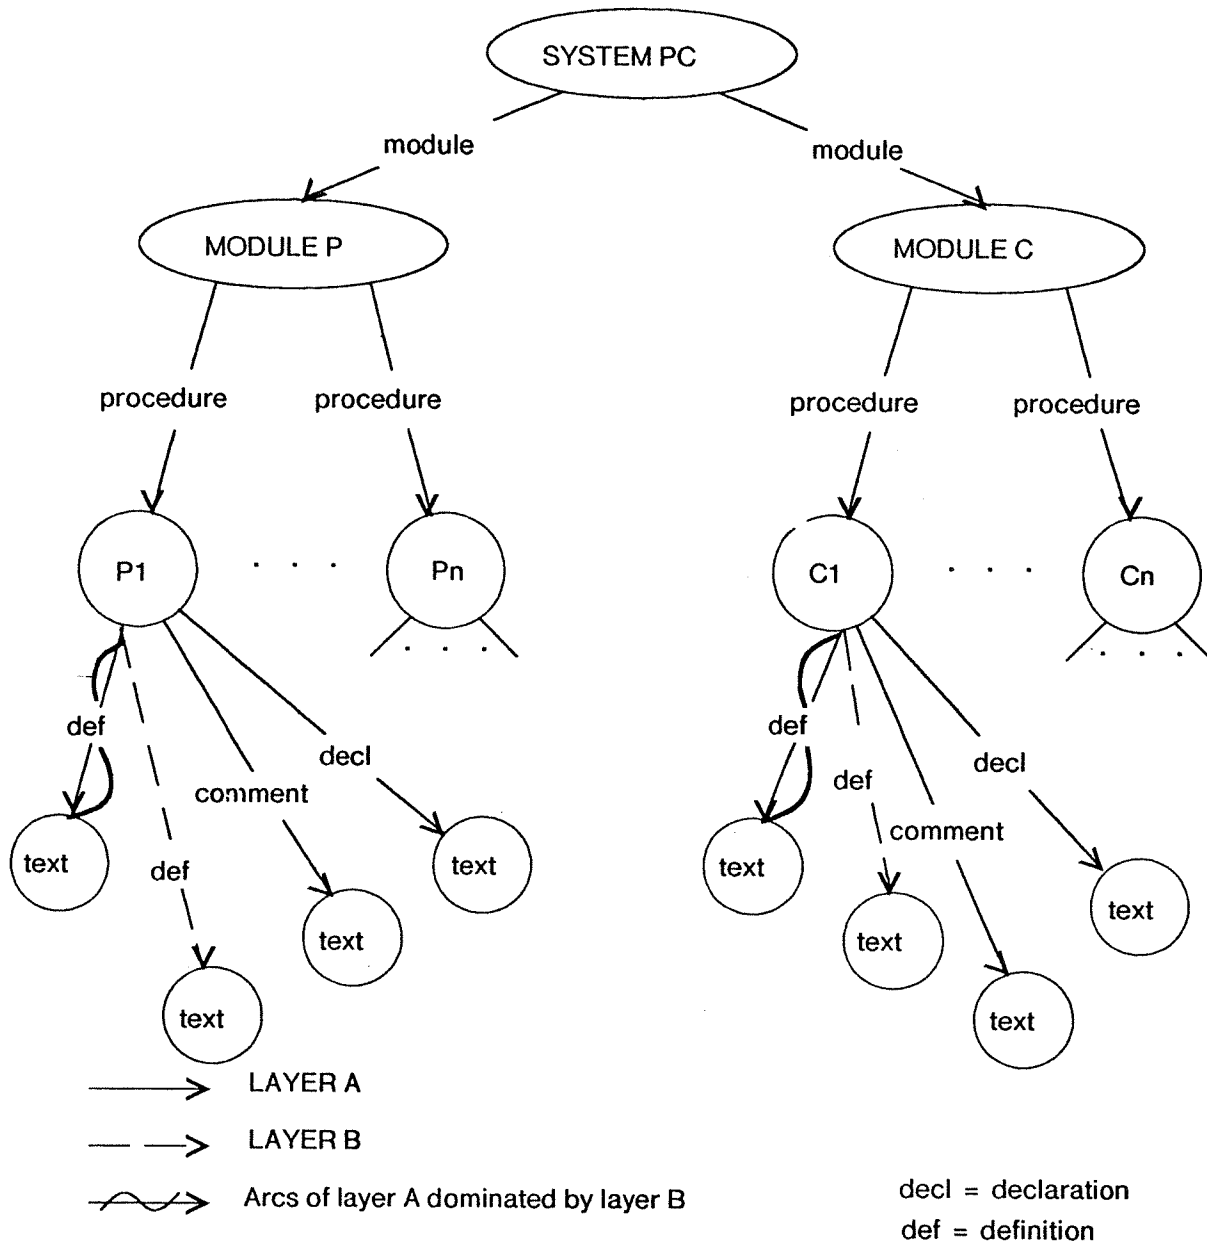 SYSTEM PC
module
module
MODULE P
MODULE C
procedure procedure
procedure procedure
P1 . . . Pn
C1 . . . Cn
. . .
. . .
def
decl
comment
def
def
def
decl
comment
text
text
text
text
text
text
text
text
LAYER A
LAYER B
Arcs of layer A dominated by layer B
decl = declaration
def = definition